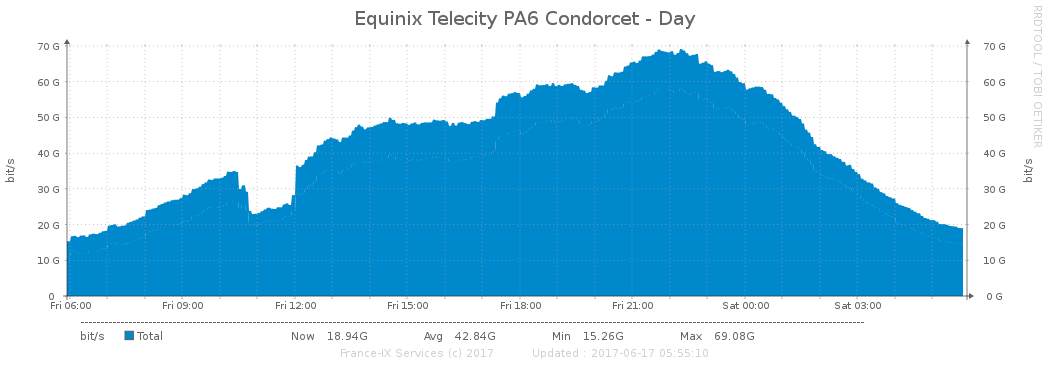 Equinix Telecity PA6 Condorcet - Day
RRDTOOL / TOBI OETIKER
bit/s
70 G
60 G
50 G
40 G
30 G
20 G
10 G
0
70 G
60 G
50 G
40 G
30 G
20 G
10 G
0 G
bit/s
Fri 06:00 Fri 09:00 Fri 12:00 Fri 15:00 Fri 18:00 Fri 21:00 Sat 00:00 Sat 03:00
bit/s Total Now 18.94G Avg 42.84G Min 15.26G Max 69.08G
France-IX Services (c) 2017 Updated : 2017-06-17 05:55:10